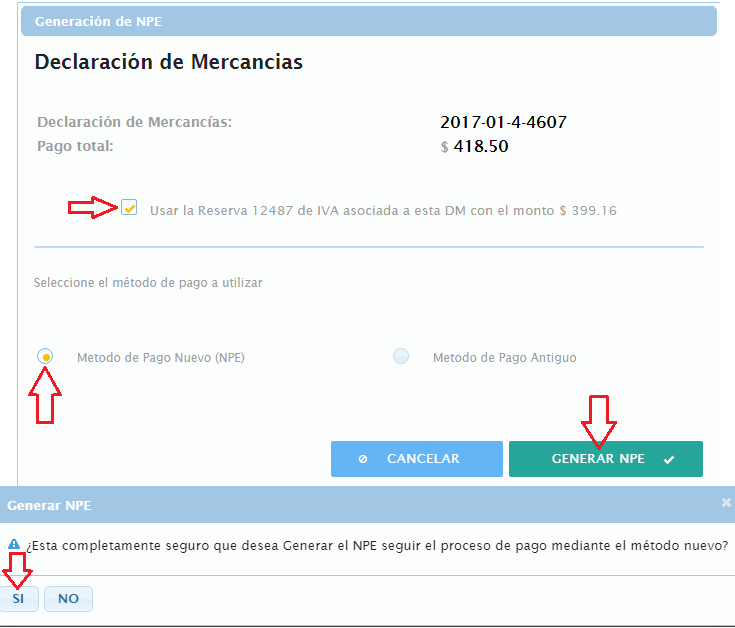 Generación de NPE
Declaración de Mercancias
Declaración de Mercancías: 2017-01-4-4607
Pago total: $ 418.50
Usar la Reserva 12487 de IVA asociada a esta DM con el monto $ 399.16
Seleccione el método de pago a utilizar
Metodo de Pago Nuevo (NPE) Metodo de Pago Antiguo
CANCELAR GENERAR NPE
Generar NPE
¿Esta completamente seguro que desea Generar el NPE seguir el proceso de pago mediante el método nuevo?
SI NO